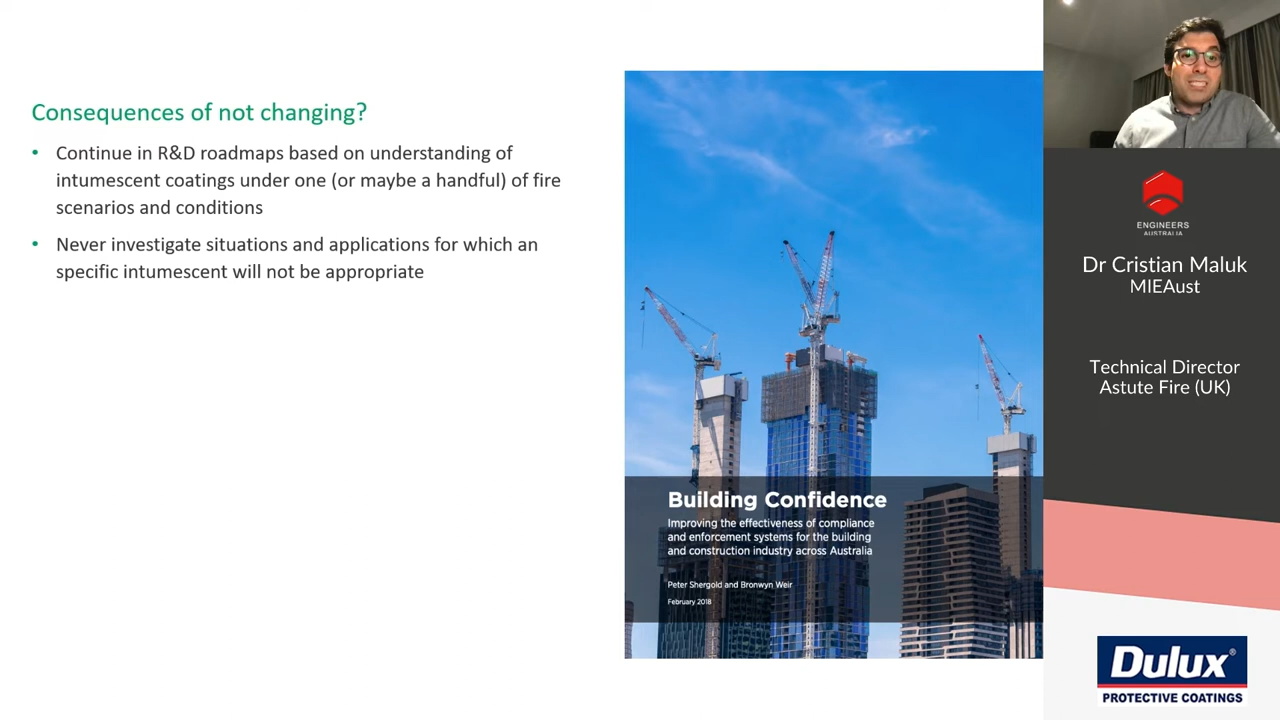 Consequences of not changing?
• Continue in R&D roadmaps based on understanding of
intumescent coatings under one (or maybe a handful) of fire
scenarios and conditions
• Never investigate situations and applications for which an
specific intumescent will not be appropriate
Building Confidence
Improving the effectiveness of compliance
and enforcement systems for the building
and construction industry across Australia
Peter Shergold and Bronwyn Weir
February 2018
ENGINEERS
AUSTRALIA
Dr Cristian Maluk
MIEAust
Technical Director
Astute Fire (UK)
Dulux®
PROTECTIVE COATINGS